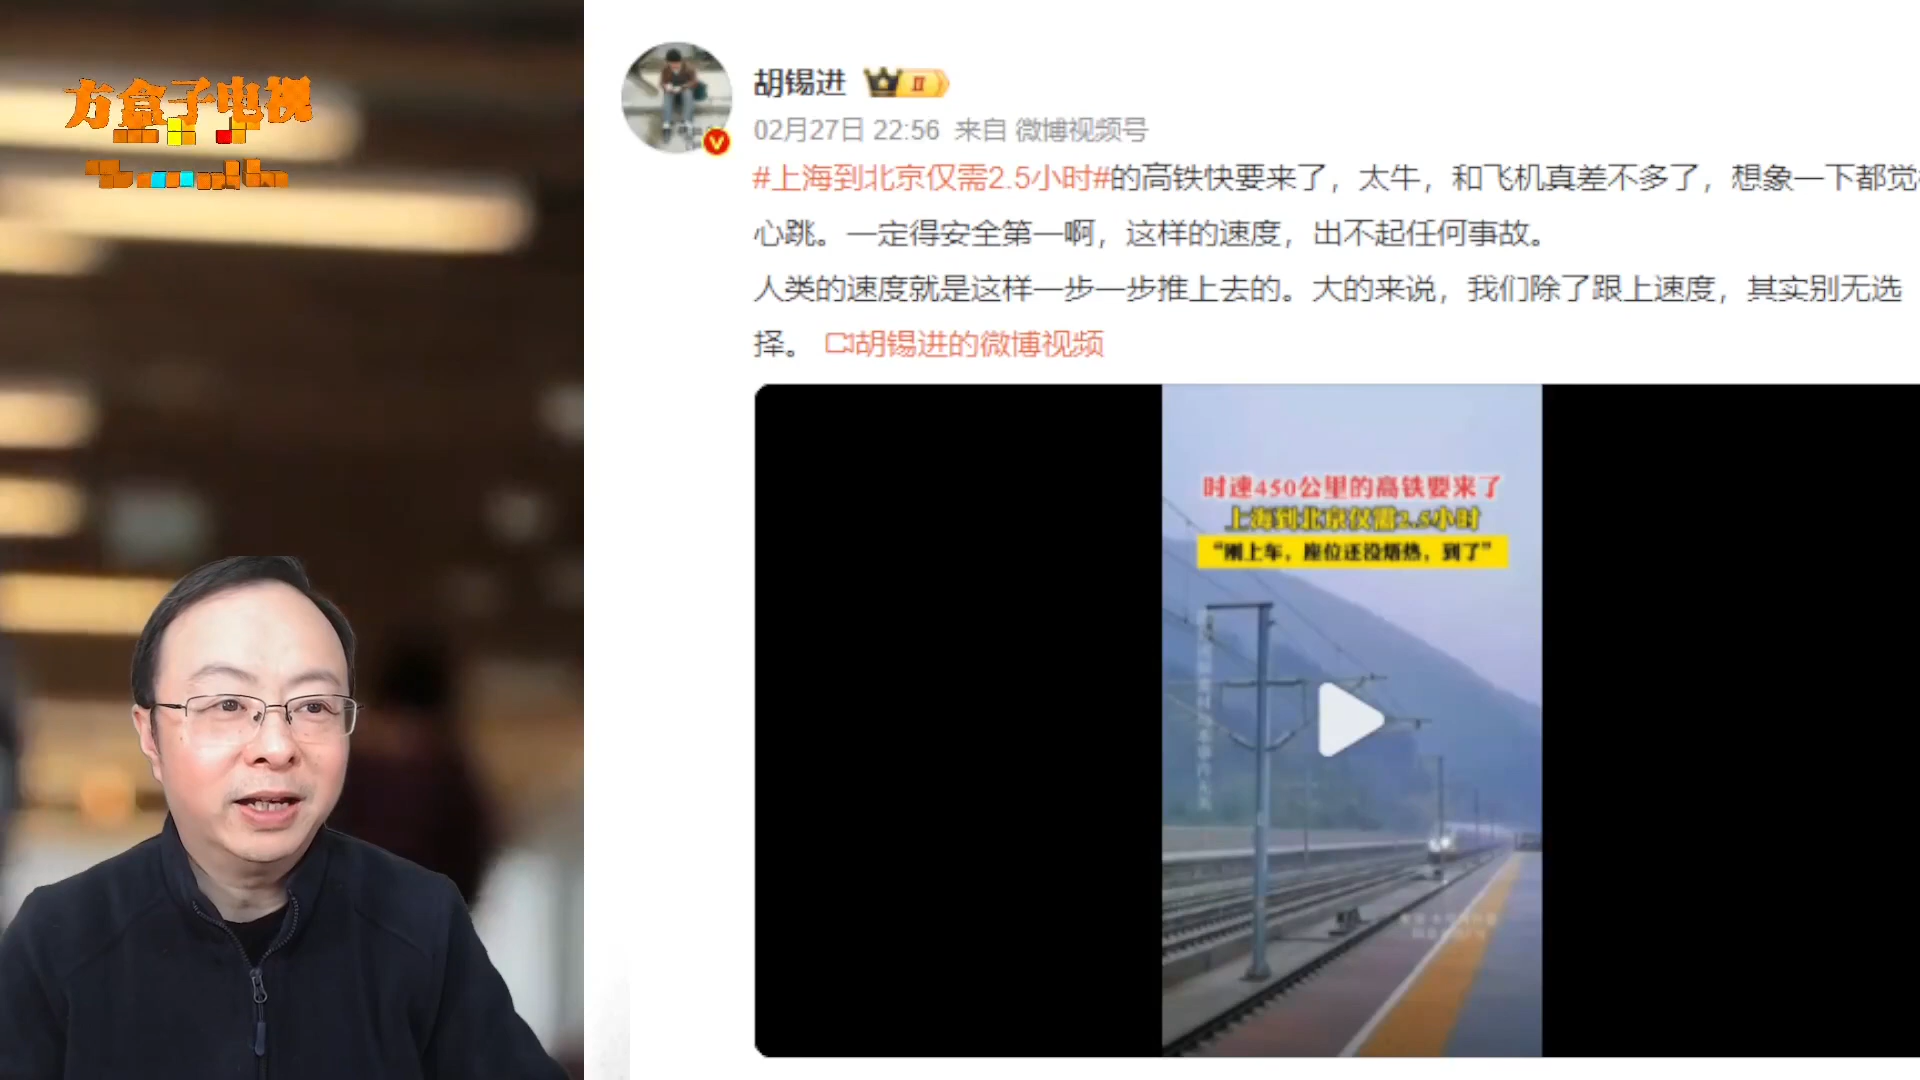 方盒子电视
胡锡进
II
02月27日 22:56 来自 微博视频号
#上海到北京仅需2.5小时#的高铁快要来了，太牛，和飞机真差不多了，想象一下都觉
心跳。一定得安全第一啊，这样的速度，出不起任何事故。
人类的速度就是这样一步一步推上去的。大的来说，我们除了跟上速度，其实别无选
择。 胡锡进的微博视频
时速450公里的高铁要来了
上海到北京仅需2.5小时
“刚上车，座位还没焐热，到了”